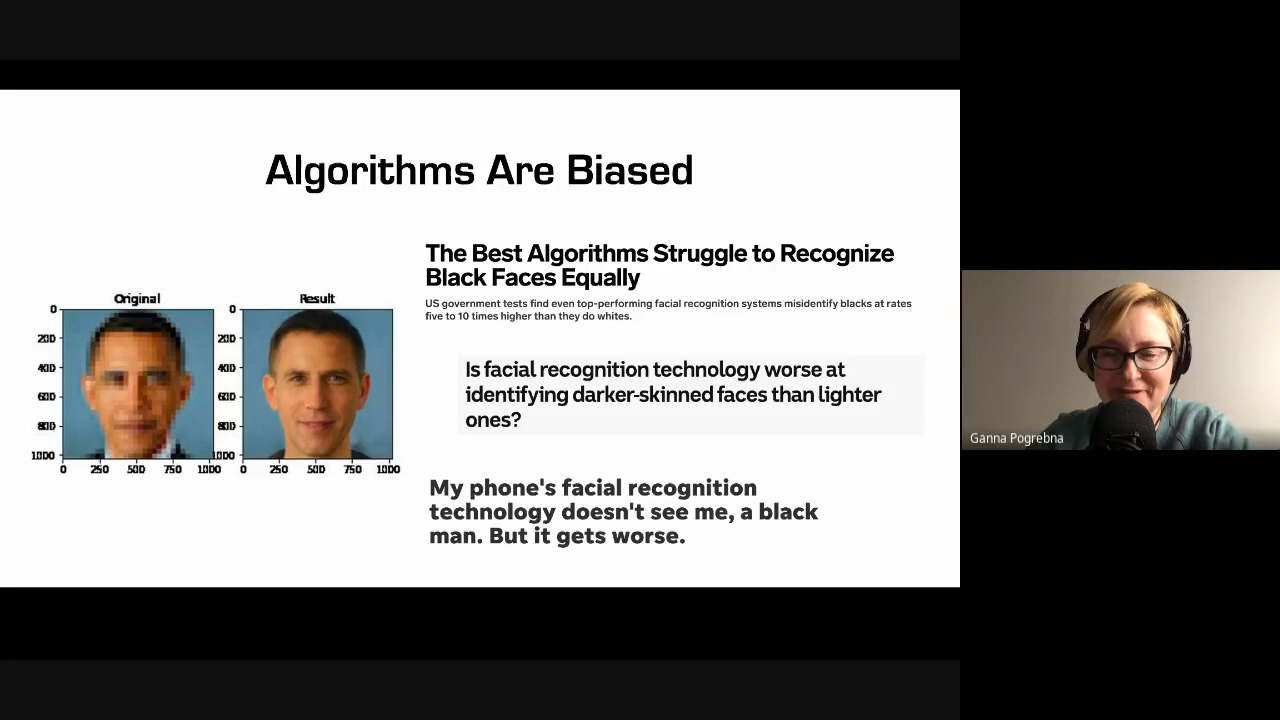 Algorithms Are Biased
The Best Algorithms Struggle to Recognize
Black Faces Equally
US government tests find even top-performing facial recognition systems misidentify blacks at rates
five to 10 times higher than they do whites.
Original
Result
0
200
400
600
800
1000
0
250
500
750
1000
0
200
400
600
800
1000
0
250
500
750
1000
Is facial recognition technology worse at
identifying darker-skinned faces than lighter
ones?
My phone's facial recognition
technology doesn't see me, a black
man. But it gets worse.
Ganna Pogrebna